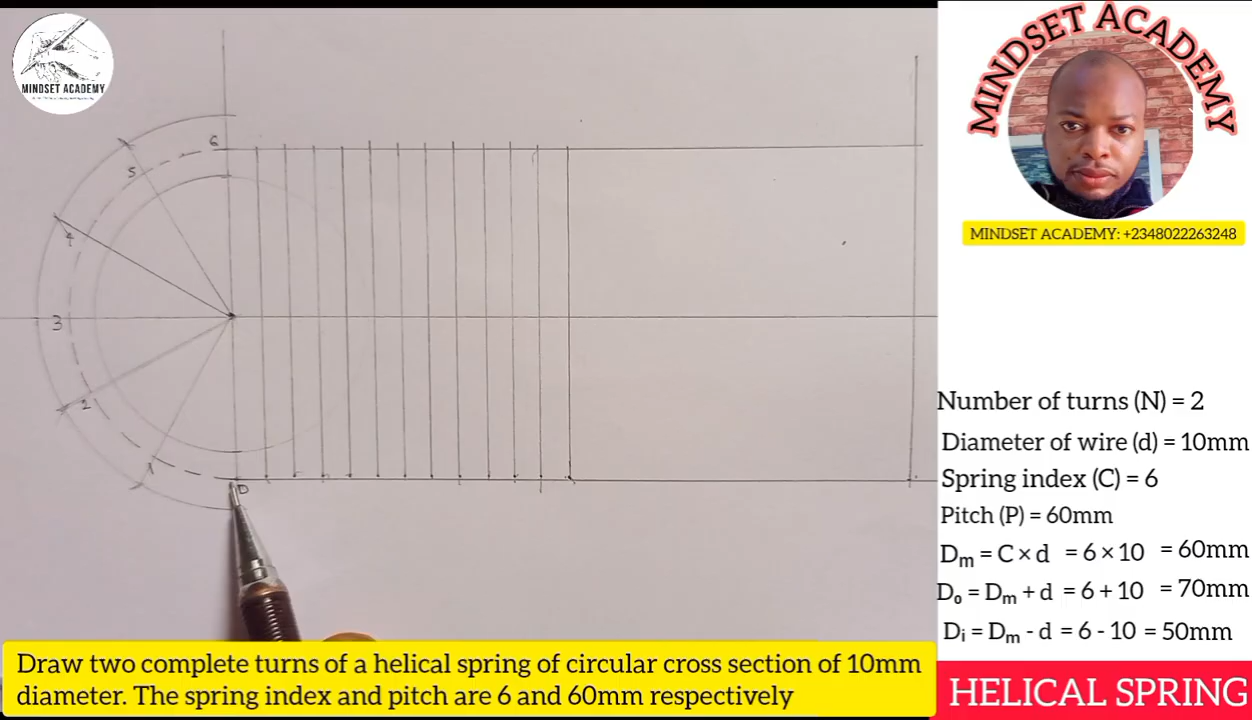 MINDSET ACADEMY
MINDSET ACADEMY
MINDSET ACADEMY: +2348022263248
6
5
4
3
2
1
0
Number of turns (N) = 2
Diameter of wire (d) = 10mm
Spring index (C) = 6
Pitch (P) = 60mm
Dₘ = C × d = 6 × 10 = 60mm
Dₒ = Dₘ + d = 6 + 10 = 70mm
Dᵢ = Dₘ - d = 6 - 10 = 50mm
Draw two complete turns of a helical spring of circular cross section of 10mm
diameter. The spring index and pitch are 6 and 60mm respectively
HELICAL SPRING